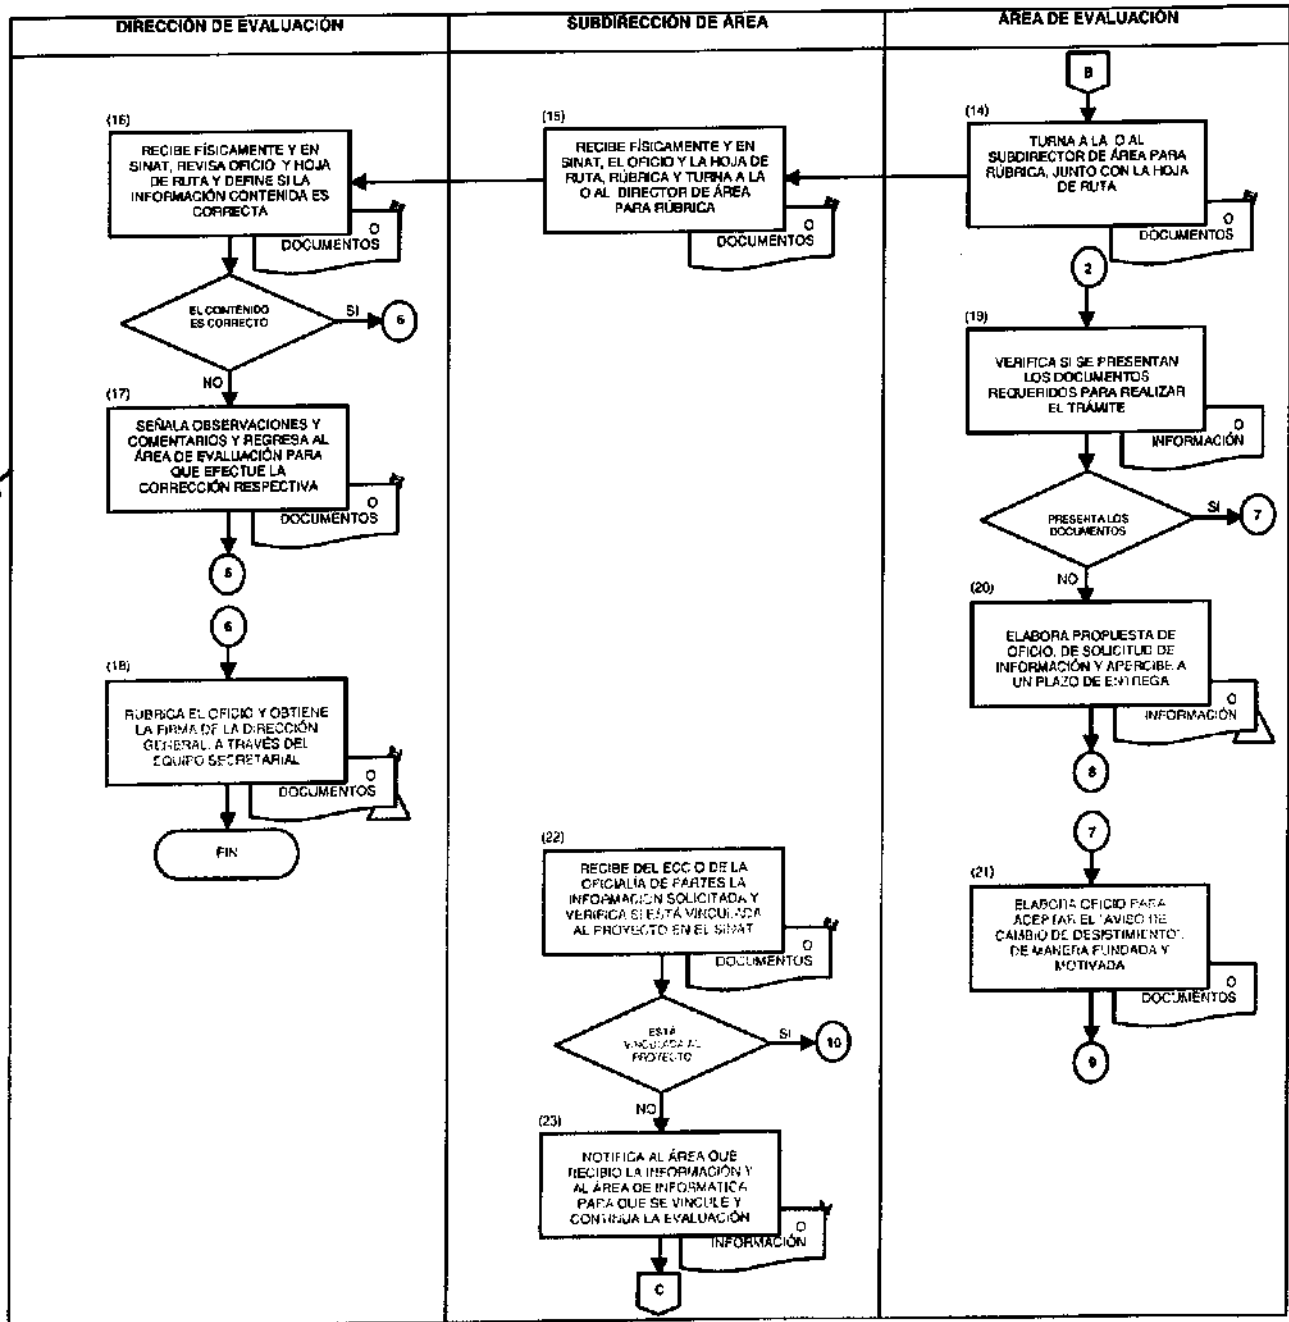 DIRECCIÓN DE EVALUACIÓN
SUBDIRECCIÓN DE ÁREA
ÁREA DE EVALUACIÓN
B
(14)
TURNA A LA O AL
SUBDIRECTOR DE ÁREA PARA
RÚBRICA, JUNTO CON LA HOJA
DE RUTA
O
DOCUMENTOS
(15)
RECIBE FÍSICAMENTE Y EN
SINAT, EL OFICIO Y LA HOJA DE
RUTA, RÚBRICA Y TURNA A LA
O AL DIRECTOR DE ÁREA
PARA RÚBRICA
O
DOCUMENTOS
(16)
RECIBE FÍSICAMENTE Y EN
SINAT, REVISA OFICIO Y HOJA
DE RUTA Y DEFINE SI LA
INFORMACIÓN CONTENIDA ES
CORRECTA
O
DOCUMENTOS
EL CONTENIDO
ES CORRECTO
SI
6
NO
(17)
SEÑALA OBSERVACIONES Y
COMENTARIOS Y REGRESA AL
ÁREA DE EVALUACIÓN PARA
QUE EFECTUE LA
CORRECCIÓN RESPECTIVA
O
DOCUMENTOS
5
6
(18)
RÚBRICA EL OFICIO Y OBTIENE
LA FIRMA DE LA DIRECCIÓN
GENERAL, A TRAVÉS DEL
EQUIPO SECRETARIAL
O
DOCUMENTOS
FIN
2
(19)
VERIFICA SI SE PRESENTAN
LOS DOCUMENTOS
REQUERIDOS PARA REALIZAR
EL TRÁMITE
O
INFORMACIÓN
PRESENTA LOS
DOCUMENTOS
SI
7
NO
(20)
ELABORA PROPUESTA DE
OFICIO, DE SOLICITUD DE
INFORMACIÓN Y APERCIBE A
UN PLAZO DE ENTREGA
O
INFORMACIÓN
8
7
(21)
ELABORA OFICIO PARA
ACEPTAR EL "AVISO DE
CAMBIO DE DESISTIMIENTO",
DE MANERA FUNDADA Y
MOTIVADA
O
DOCUMENTOS
9
(22)
RECIBE DEL ECC O DE LA
OFICIALÍA DE PARTES LA
INFORMACIÓN SOLICITADA Y
VERIFICA SI ESTÁ VINCULADA
AL PROYECTO EN EL SINAT
O
DOCUMENTOS
ESTÁ
VINCULADA AL
PROYECTO
SI
10
NO
(23)
NOTIFICA AL ÁREA QUE
RECIBIO LA INFORMACIÓN Y
AL ÁREA DE INFORMATICA
PARA QUE SE VINCULE Y
CONTINUA LA EVALUACIÓN
O
INFORMACIÓN
C